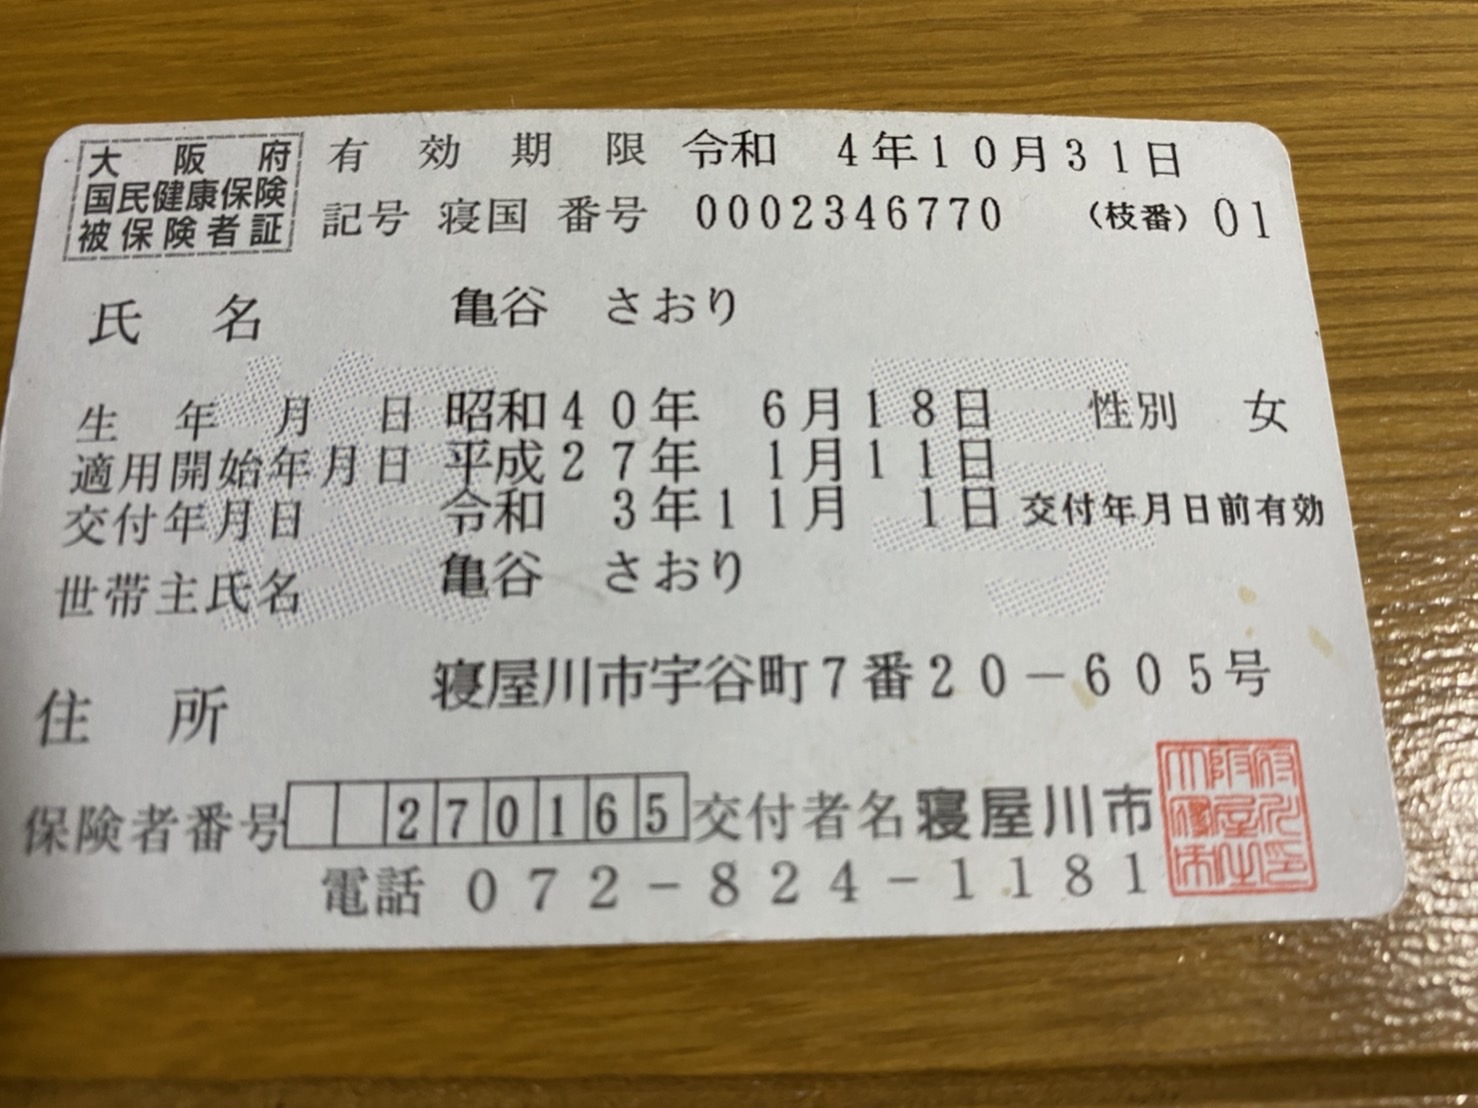 大阪府
国民健康保険
被保険者証
有効期限 令和 4年10月31日
記号 寝国 番号 0002346770 (枝番) 01
氏名 亀谷 さおり
生年月日 昭和40年 6月18日 性別 女
適用開始年月日 平成27年 1月11日
交付年月日 令和 3年11月 1日 交付年月日前有効
世帯主氏名 亀谷 さおり
住所 寝屋川市宇谷町7番20-605号
保険者番号 270165 交付者名 寝屋川市
電話 072-824-1181